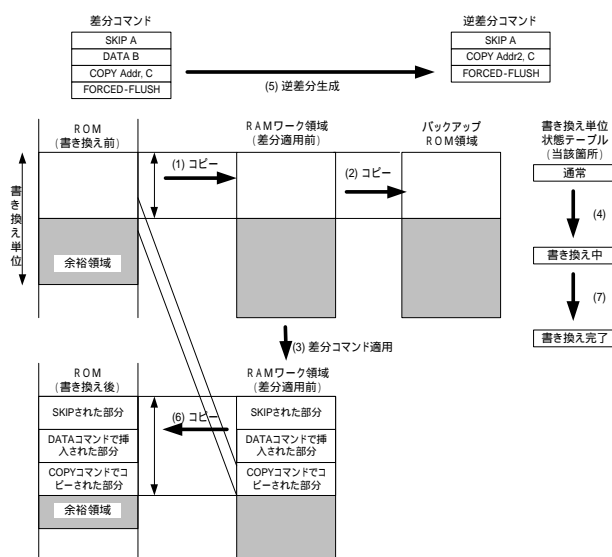 差分コマンド
SKIP A
DATA B
COPY Addr, C
FORCED-FLUSH
(5) 逆差分生成
逆差分コマンド
SKIP A
COPY Addr2, C
FORCED-FLUSH
ROM
(書き換え前)
RAMワーク領域
(差分適用前)
バックアップ
ROM領域
書き換え単位
状態テーブル
(当該箇所)
通常
(1) コピー
(2) コピー
(4)
書き換え単位
余裕領域
書き換え中
(7)
書き換え完了
(3) 差分コマンド適用
ROM
(書き換え後)
RAMワーク領域
(差分適用前)
SKIPされた部分
DATAコマンドで挿
入された部分
COPYコマンドでコ
ピーされた部分
余裕領域
(6) コピー
SKIPされた部分
DATAコマンドで挿
入された部分
COPYコマンドでコ
ピーされた部分